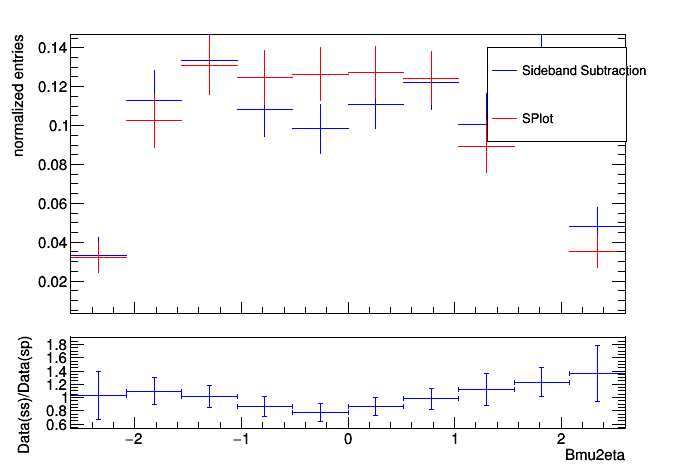 normalized entries
0.14
0.12
0.1
0.08
0.06
0.04
0.02
Sideband Subtraction
SPlot
Data(ss)/Data(sp)
1.8
1.6
1.4
1.2
1
0.8
0.6
−2 −1 0 1 2
Bmu2eta